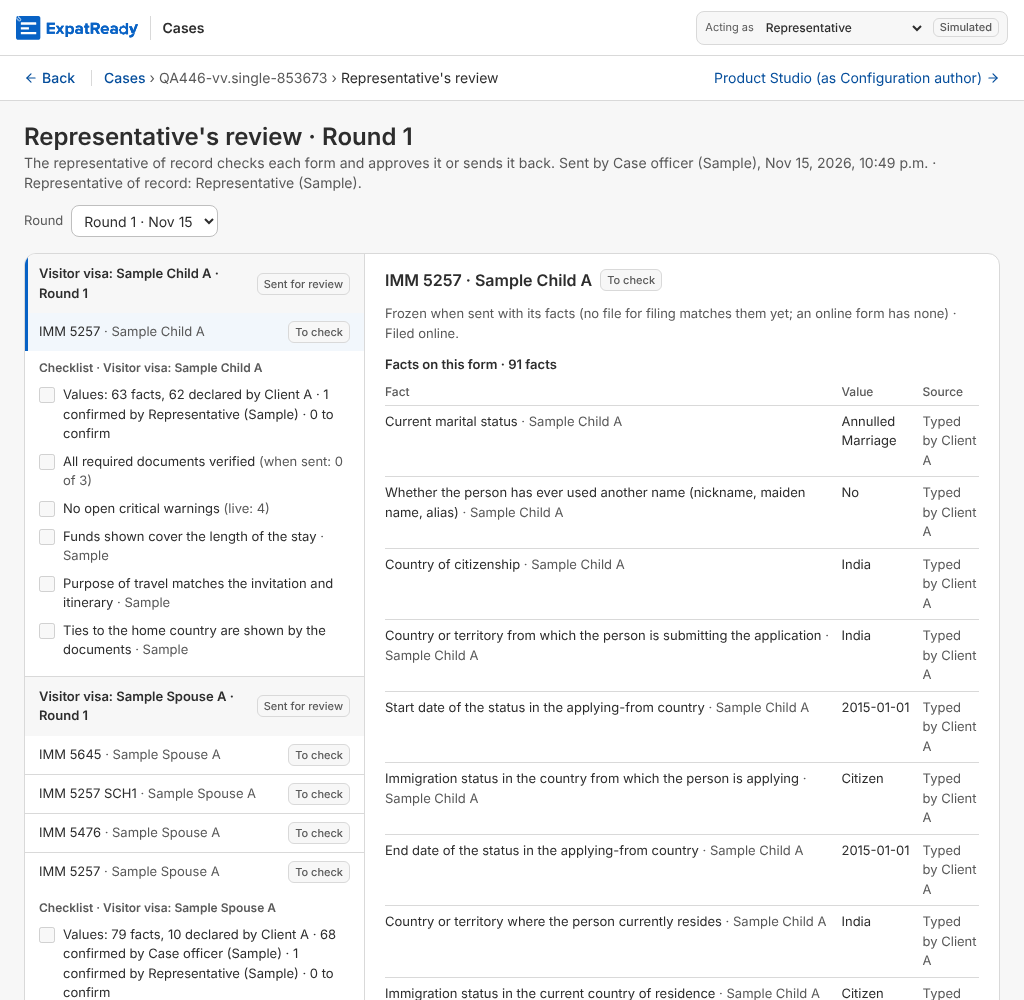 ExpatReady
Cases
Acting as Representative Simulated
← Back
Cases › QA446-vv.single-853673 › Representative's review
Product Studio (as Configuration author) →
Representative's review · Round 1
The representative of record checks each form and approves it or sends it back. Sent by Case officer (Sample), Nov 15, 2026, 10:49 p.m. ·
Representative of record: Representative (Sample).
Round Round 1 · Nov 15
Visitor visa: Sample Child A ·
Round 1
Sent for review
IMM 5257 · Sample Child A To check
Checklist · Visitor visa: Sample Child A
Values: 63 facts, 62 declared by Client A · 1
confirmed by Representative (Sample) · 0 to
confirm
All required documents verified (when sent: 0
of 3)
No open critical warnings (live: 4)
Funds shown cover the length of the stay ·
Sample
Purpose of travel matches the invitation and
itinerary · Sample
Ties to the home country are shown by the
documents · Sample
Visitor visa: Sample Spouse A ·
Round 1
Sent for review
IMM 5645 · Sample Spouse A To check
IMM 5257 SCH1 · Sample Spouse A To check
IMM 5476 · Sample Spouse A To check
IMM 5257 · Sample Spouse A To check
Checklist · Visitor visa: Sample Spouse A
Values: 79 facts, 10 declared by Client A · 68
confirmed by Case officer (Sample) · 1
confirmed by Representative (Sample) · 0 to
confirm
IMM 5257 · Sample Child A To check
Frozen when sent with its facts (no file for filing matches them yet; an online form has none) ·
Filed online.
Facts on this form · 91 facts
Fact Value Source
Current marital status · Sample Child A
Annulled
Marriage
Typed
by Client
A
Whether the person has ever used another name (nickname, maiden
name, alias) · Sample Child A
No
Typed
by Client
A
Country of citizenship · Sample Child A
India
Typed
by Client
A
Country or territory from which the person is submitting the application ·
Sample Child A
India
Typed
by Client
A
Start date of the status in the applying-from country · Sample Child A
2015-01-01
Typed
by Client
A
Immigration status in the country from which the person is applying ·
Sample Child A
Citizen
Typed
by Client
A
End date of the status in the applying-from country · Sample Child A
2015-01-01
Typed
by Client
A
Country or territory where the person currently resides · Sample Child A
India
Typed
by Client
A
Immigration status in the current country of residence · Sample Child A
Citizen
Typed